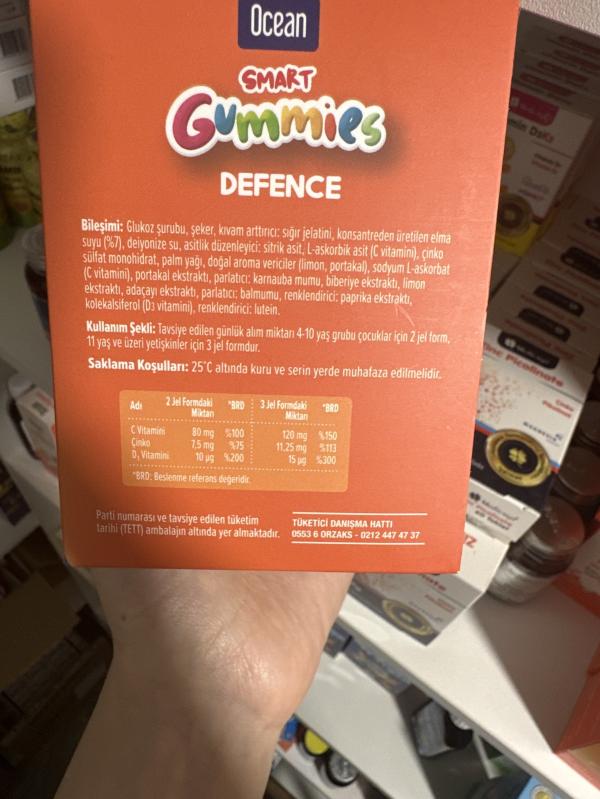 Ocean
SMART
Gummies
DEFENCE
Bileşimi: Glukoz şurubu, şeker, kıvam arttırıcı: sığır jelatini, konsantreden üretilen elma
suyu (%7), deiyonize su, asitlik düzenleyici: sitrik asit, L-askorbik asit (C vitamini), çinko
sülfat monohidrat, palm yağı, doğal aroma vericiler (limon, portakal), sodyum L-askorbat
(C vitamini), portakal ekstraktı, parlatıcı: karnauba mumu, biberiye ekstraktı, limon
ekstraktı, adaçayı ekstraktı, parlatıcı: balmumu, renklendirici: paprika ekstraktı,
kolekalsiferol (D3 vitamini), renklendirici: lutein.
Kullanım Şekli: Tavsiye edilen günlük alım miktarı 4-10 yaş grubu çocuklar için 2 jel form,
11 yaş ve üzeri yetişkinler için 3 jel formdur.
Saklama Koşulları: 25°C altında kuru ve serin yerde muhafaza edilmelidir.
Adı 2 Jel Formdaki Miktarı *BRD 3 Jel Formdaki Miktarı *BRD
C Vitamini 80 mg %100 120 mg %150
Çinko 7,5 mg %75 11,25 mg %113
D3 Vitamini 10 µg %200 15 µg %300
*BRD: Beslenme referans değeridir.
Parti numarası ve tavsiye edilen tüketim
tarihi (TETT) ambalajın altında yer almaktadır.
TÜKETİCİ DANIŞMA HATTI
0553 6 ORZAKS - 0212 447 47 37
Picolinate